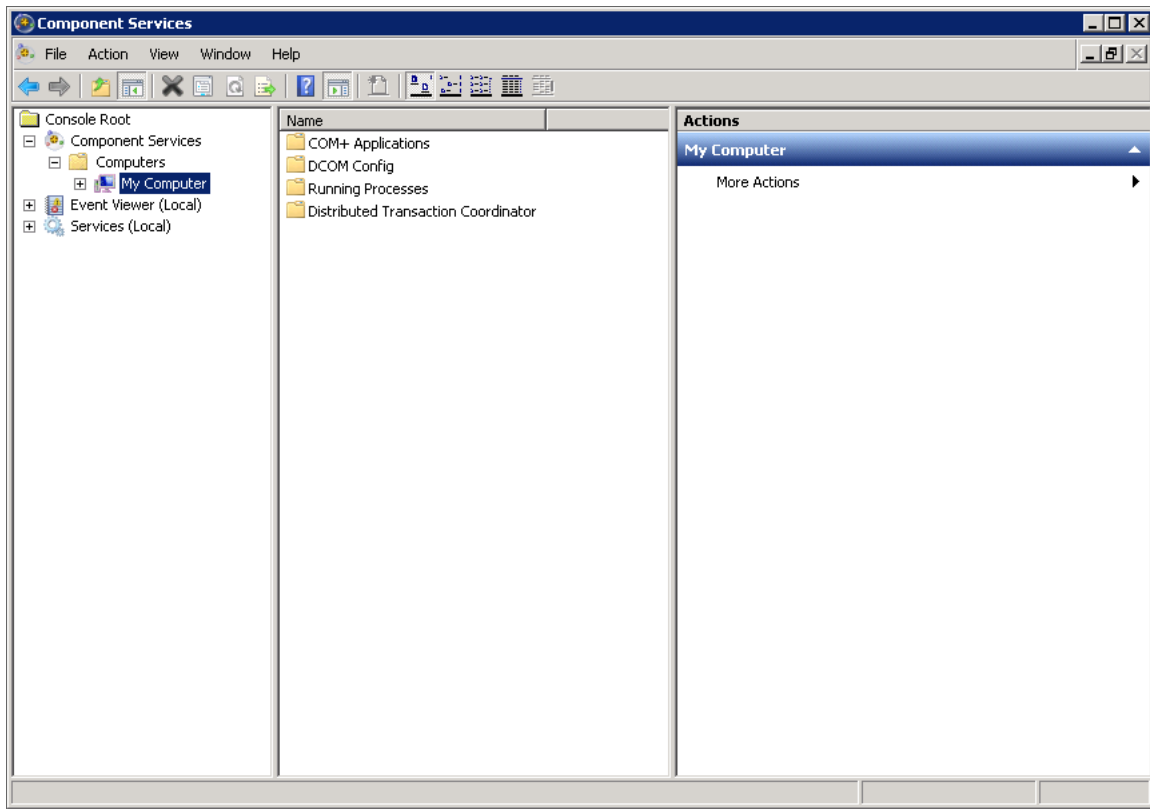 Component Services
File Action View Window Help
Console Root
Component Services
Computers
My Computer
Event Viewer (Local)
Services (Local)
Name
COM+ Applications
DCOM Config
Running Processes
Distributed Transaction Coordinator
Actions
My Computer
More Actions